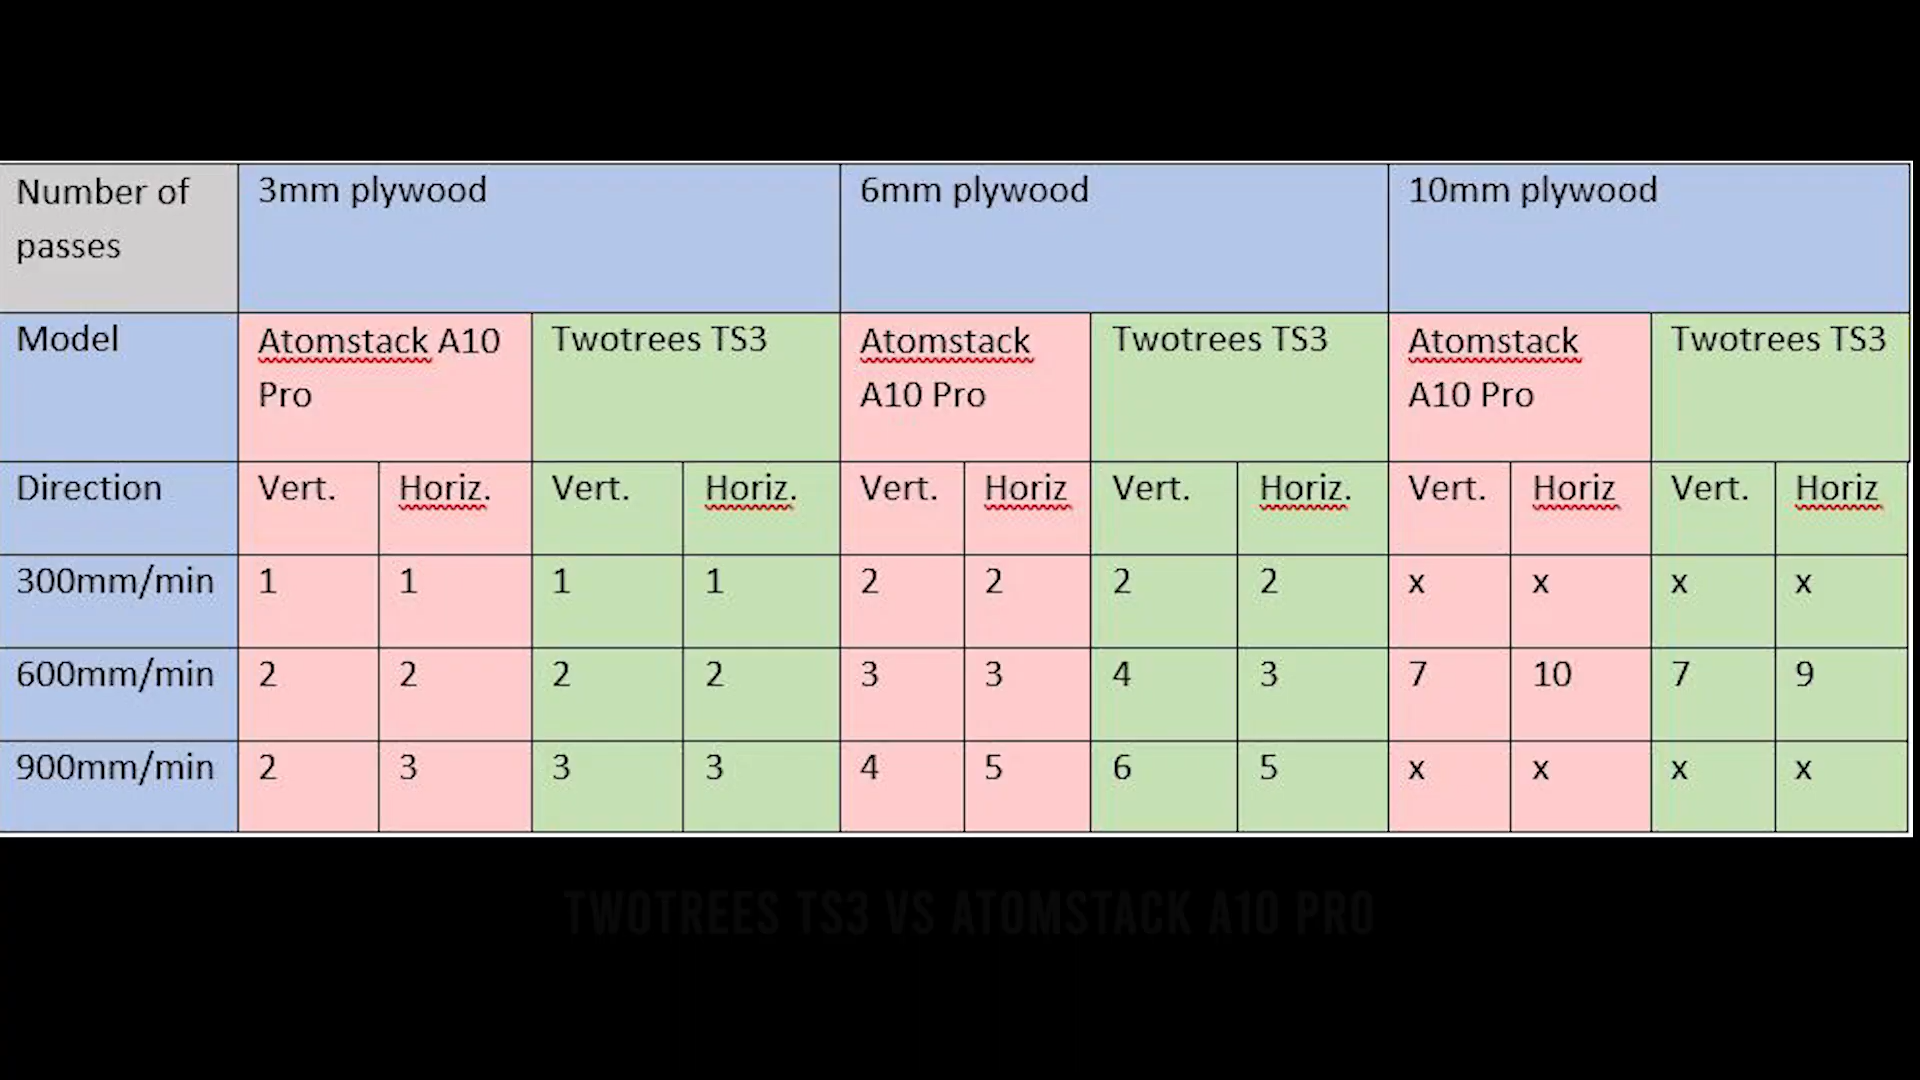 Number of passes 3mm plywood 6mm plywood 10mm plywood
Model Atomstack A10 Pro Twotrees TS3 Atomstack A10 Pro Twotrees TS3 Atomstack A10 Pro Twotrees TS3
Direction Vert. Horiz. Vert. Horiz. Vert. Horiz Vert. Horiz. Vert. Horiz Vert. Horiz
300mm/min 1 1 1 1 2 2 2 2 x x x x
600mm/min 2 2 2 2 3 3 4 3 7 10 7 9
900mm/min 2 3 3 3 4 5 6 5 x x x x
TWOTREES TS3 VS ATOMSTACK A10 PRO